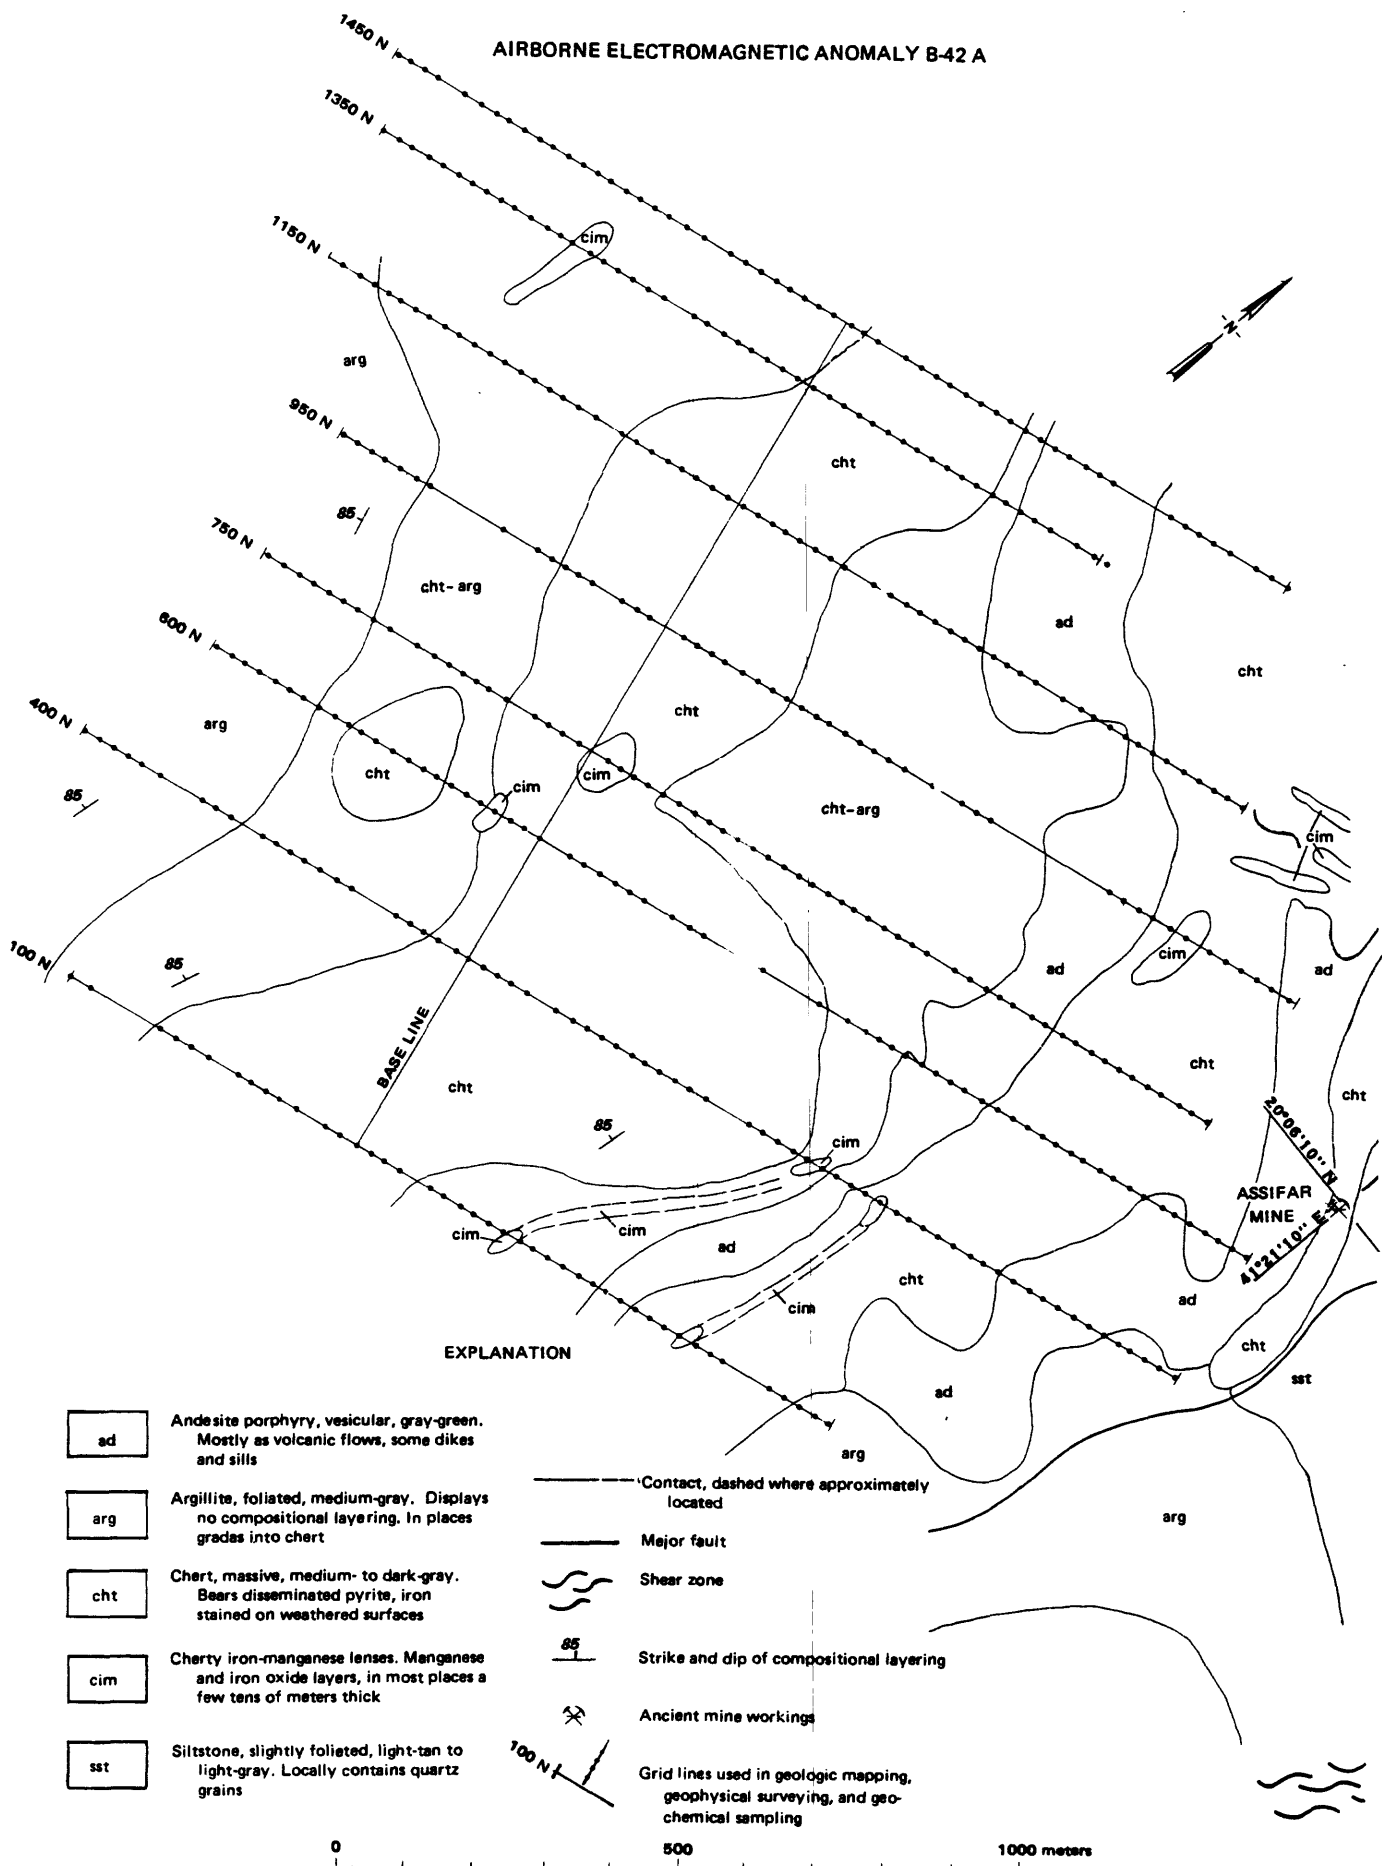 AIRBORNE ELECTROMAGNETIC ANOMALY B-42 A
1450 N
1350 N
1150 N
950 N
750 N
600 N
400 N
100 N
N
cim
arg
cht
85
cht-arg
ad
cht
arg
cht
cht
cim
cim
cht-arg
cim
85
85
ad
cim
ad
BASE LINE
cht
cht
cht
85
cim
20°06'10" N
ASSIFAR
MINE
41°21'10" E
cim
cim
ad
cht
cim
ad
cht
sst
ad
arg
arg
EXPLANATION
ad
Andesite porphyry, vesicular, gray-green.
Mostly as volcanic flows, some dikes
and sills
arg
Argillite, foliated, medium-gray. Displays
no compositional layering. In places
gradas into chert
cht
Chert, massive, medium- to dark-gray.
Bears disseminated pyrite, iron
stained on weathered surfaces
cim
Cherty iron-manganese lenses. Manganese
and iron oxide layers, in most places a
few tens of meters thick
sst
Siltstone, slightly foliated, light-tan to
light-gray. Locally contains quartz
grains
Contact, dashed where approximately
located
Major fault
Shear zone
85
Strike and dip of compositional layering
Ancient mine workings
100 N
Grid lines used in geologic mapping,
geophysical surveying, and geo-
chemical sampling
0
500
1000 meters